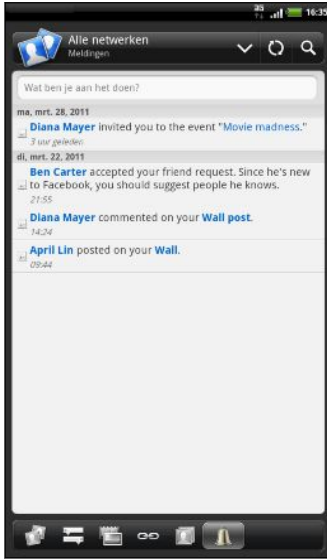 3G 16:35
Alle netwerken
Meldingen
Wat ben je aan het doen?
ma, mrt. 28, 2011
Diana Mayer invited you to the event "Movie madness."
3 uur geleden
di, mrt. 22, 2011
Ben Carter accepted your friend request. Since he's new
to Facebook, you should suggest people he knows.
21:55
Diana Mayer commented on your Wall post.
14:24
April Lin posted on your Wall.
09:44